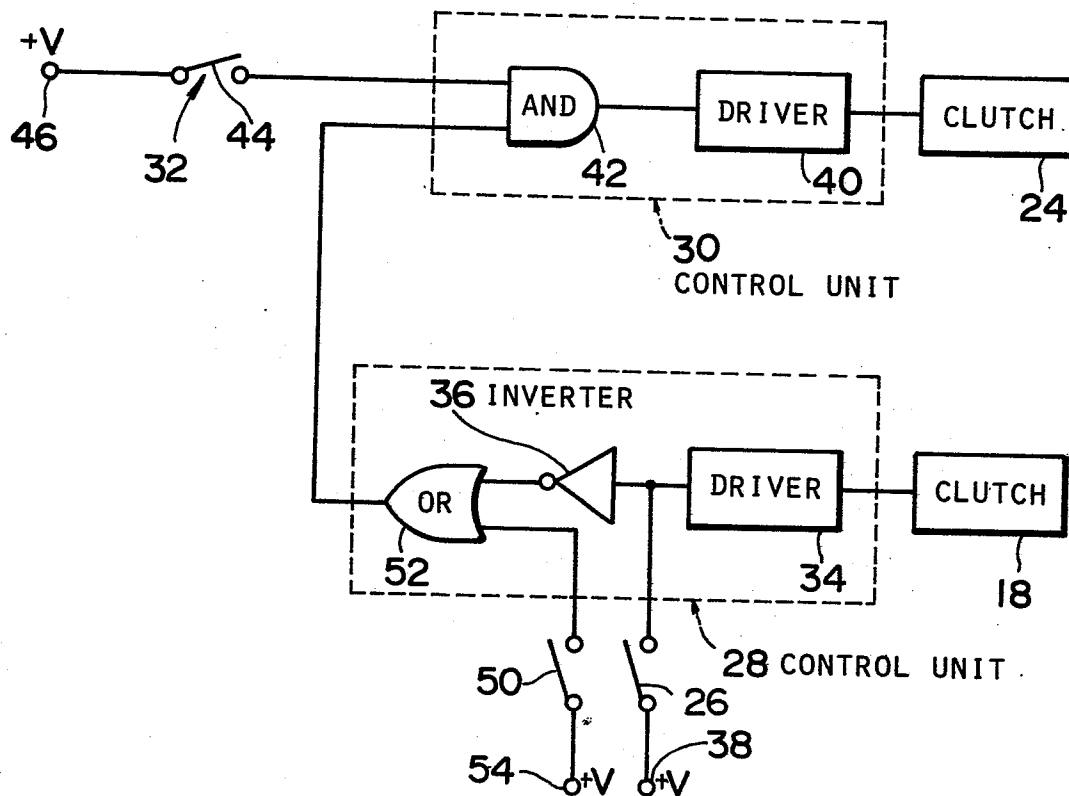 +V
46
32
44
AND
42
DRIVER
40
CLUTCH
24
30
CONTROL UNIT
36 INVERTER
OR
52
DRIVER
34
CLUTCH
18
28 CONTROL UNIT
50
26
54
+V
38
+V